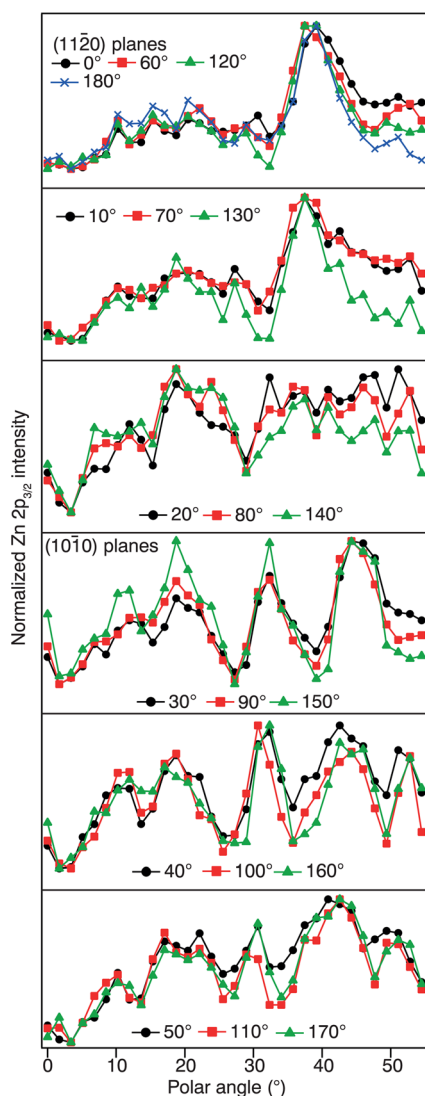 (112̄0) planes
0° 60° 120°
180°
10° 70° 130°
20° 80° 140°
(101̄0) planes
30° 90° 150°
40° 100° 160°
50° 110° 170°
Normalized Zn 2p3/2 intensity
0 10 20 30 40 50
Polar angle (°)